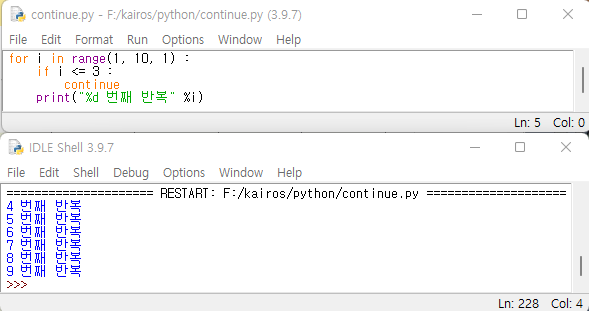 continue.py - F:/kairos/python/continue.py (3.9.7)
File Edit Format Run Options Window Help
for i in range(1, 10, 1) :
    if i <= 3 :
        continue
    print("%d 번째 반복" %i)
Ln: 5 Col: 0
IDLE Shell 3.9.7
File Edit Shell Debug Options Window Help
===================== RESTART: F:/kairos/python/continue.py ====================
4 번째 반복
5 번째 반복
6 번째 반복
7 번째 반복
8 번째 반복
9 번째 반복
>>>
Ln: 228 Col: 4